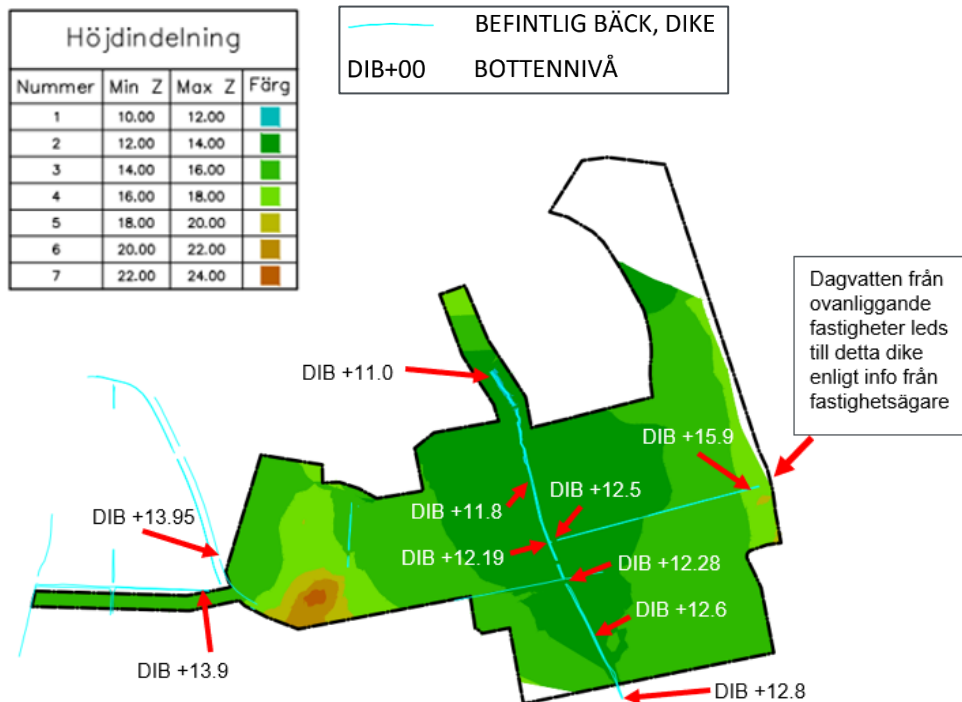 Höjdindelning
Nummer Min Z Max Z Färg
1 10.00 12.00
2 12.00 14.00
3 14.00 16.00
4 16.00 18.00
5 18.00 20.00
6 20.00 22.00
7 22.00 24.00
BEFINTLIG BÄCK, DIKE
DIB+00 BOTTENNIVÅ
Dagvatten från
ovanliggande
fastigheter leds
till detta dike
enligt info från
fastighetsägare
DIB +11.0
DIB +15.9
DIB +12.5
DIB +11.8
DIB +13.95
DIB +12.19
DIB +12.28
DIB +12.6
DIB +13.9
DIB +12.8